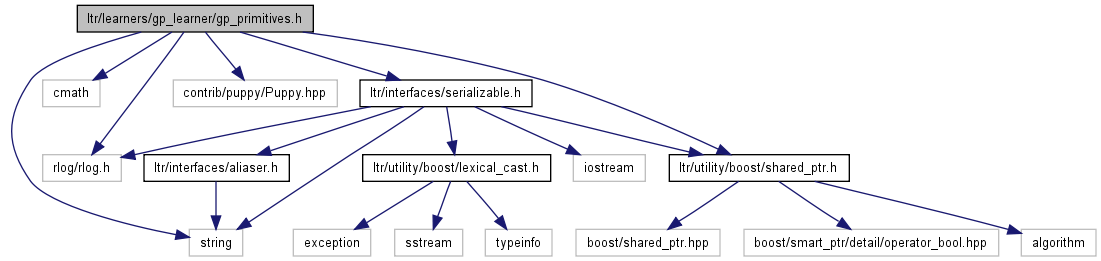 ltr/learners/gp_learner/gp_primitives.h
cmath
contrib/puppy/Puppy.hpp
ltr/interfaces/serializable.h
rlog/rlog.h
ltr/interfaces/aliaser.h
ltr/utility/boost/lexical_cast.h
iostream
ltr/utility/boost/shared_ptr.h
string
exception
sstream
typeinfo
boost/shared_ptr.hpp
boost/smart_ptr/detail/operator_bool.hpp
algorithm